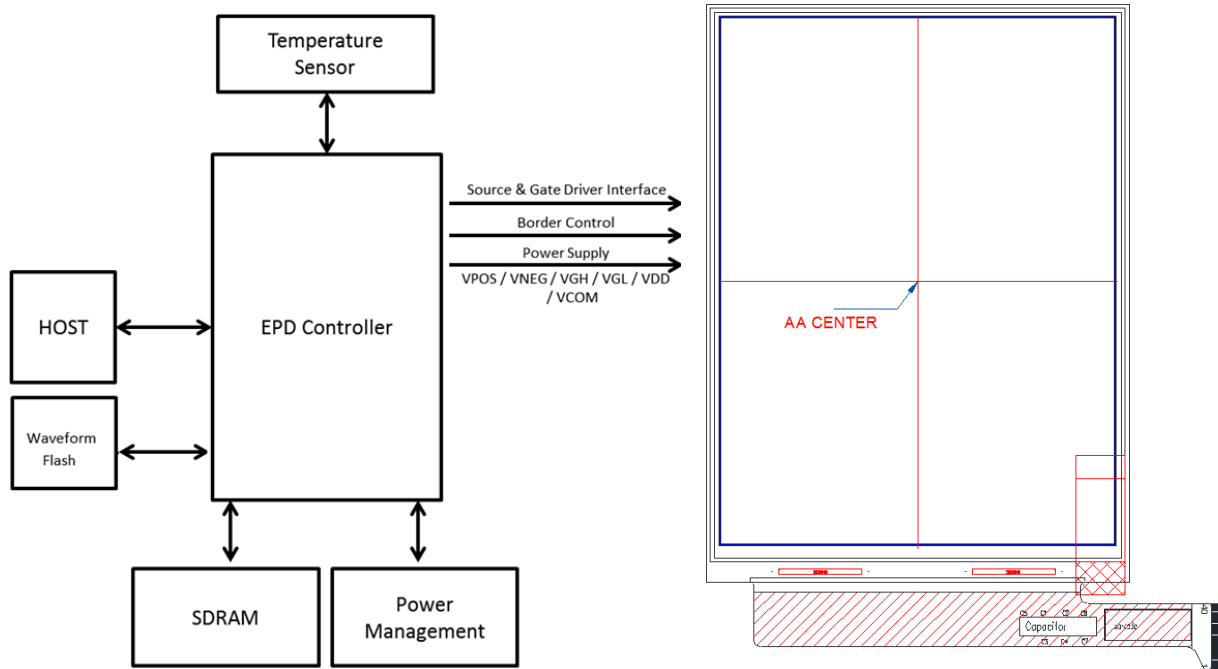 Temperature
Sensor
Source & Gate Driver Interface
Border Control
Power Supply
VPOS / VNEG / VGH / VGL / VDD
/ VCOM
HOST
EPD Controller
Waveform
Flash
SDRAM
Power
Management
AA CENTER
Capacitor